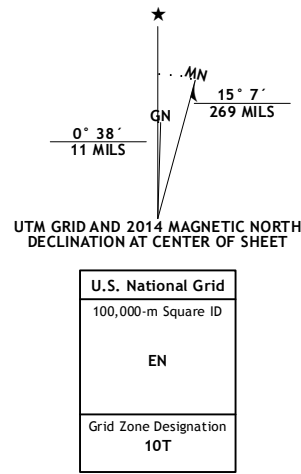 ★
MN
15° 7´
269 MILS
GN
0° 38´
11 MILS
UTM GRID AND 2014 MAGNETIC NORTH
DECLINATION AT CENTER OF SHEET
U.S. National Grid
100,000-m Square ID
EN
Grid Zone Designation
10T